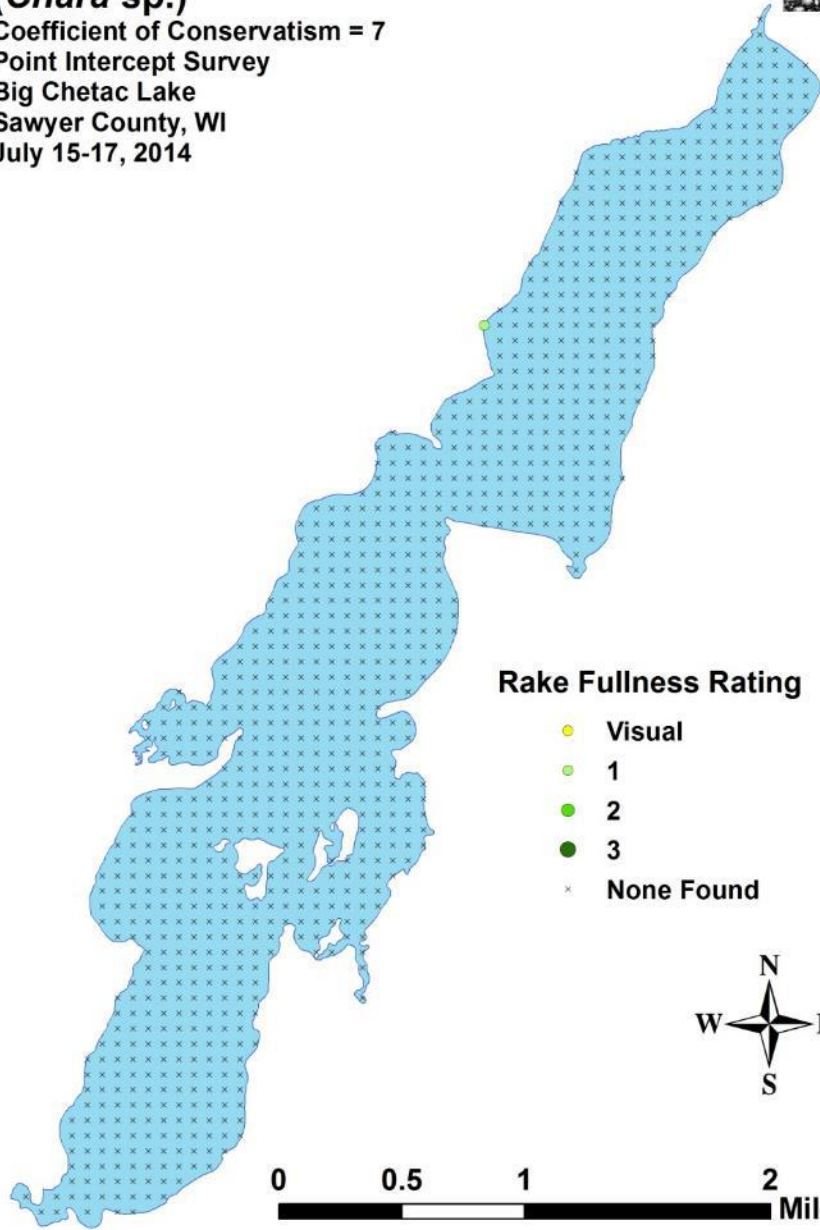 (Chara sp.)
Coefficient of Conservatism = 7
Point Intercept Survey
Big Chetac Lake
Sawyer County, WI
July 15-17, 2014
Rake Fullness Rating
Visual
1
2
3
None Found
N
W
S
0 0.5 1 2
Mil